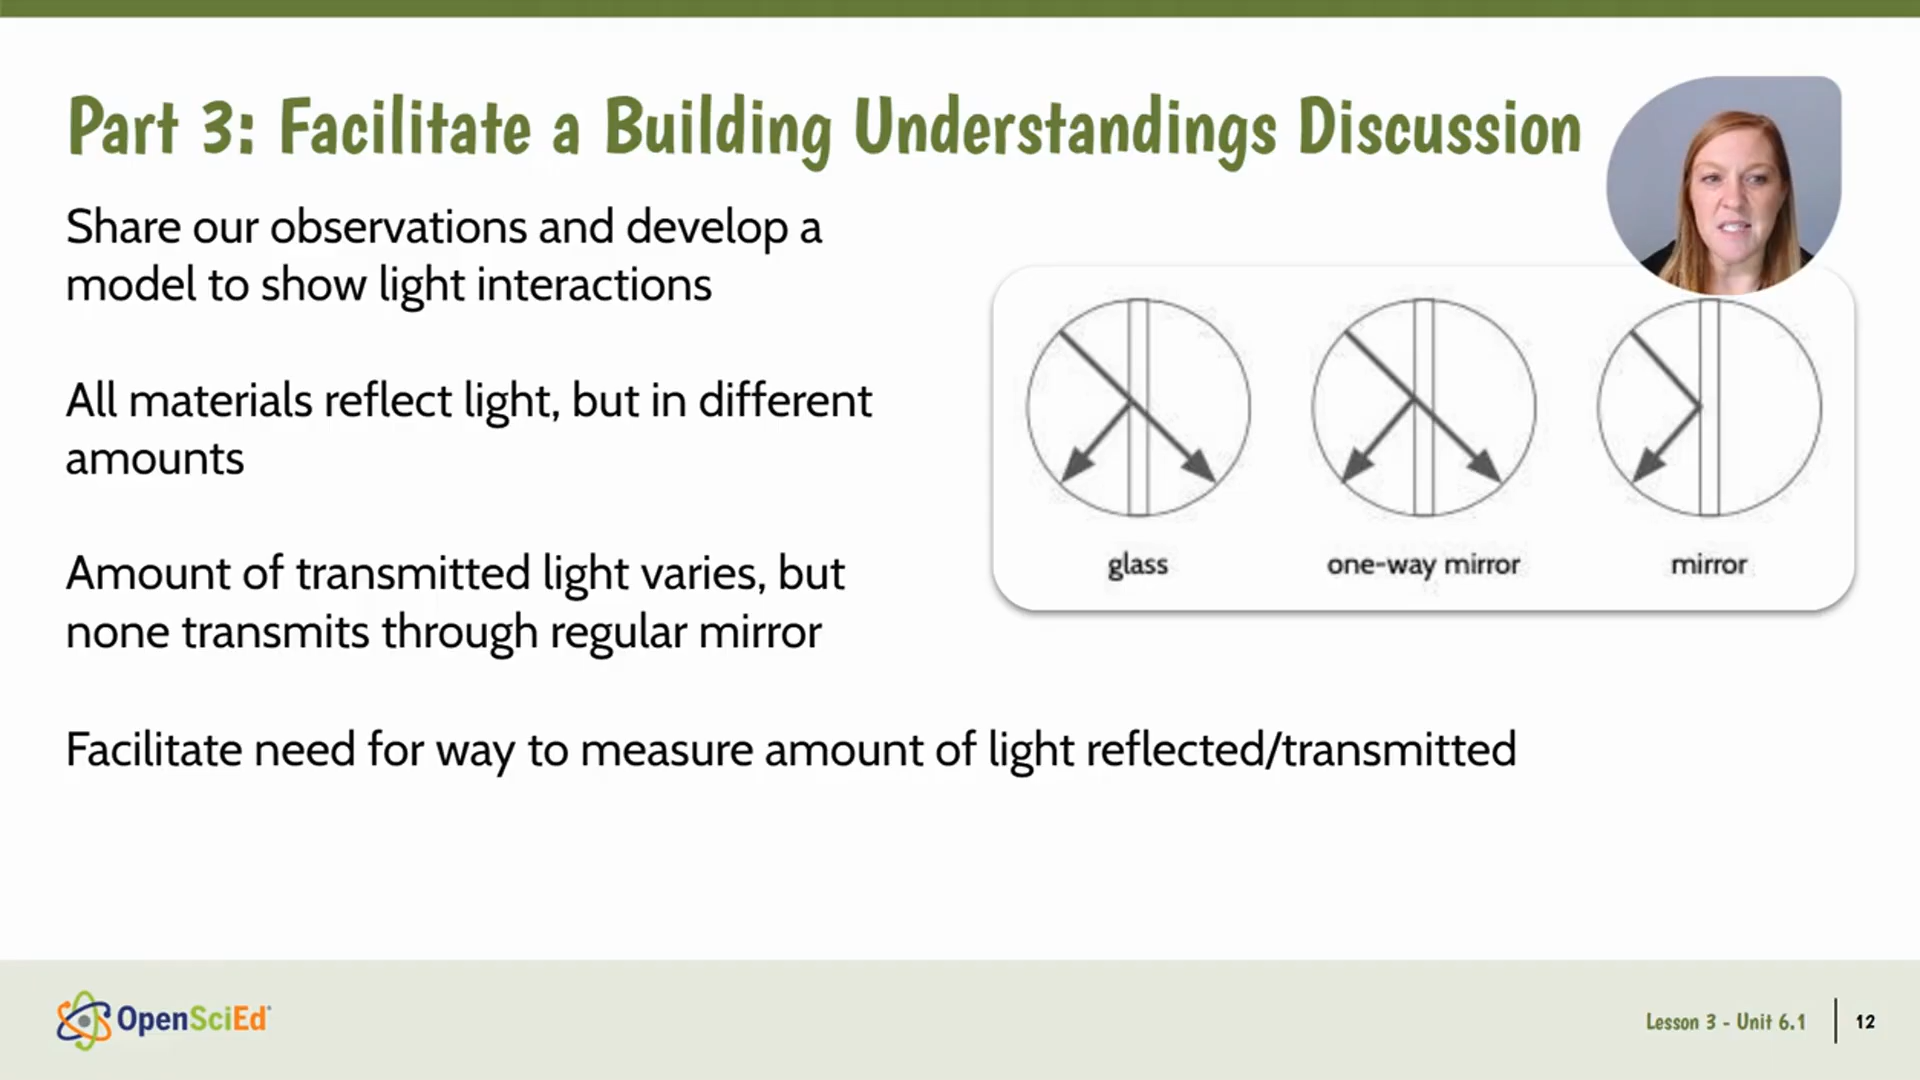 Part 3: Facilitate a Building Understandings Discussion
Share our observations and develop a
model to show light interactions
All materials reflect light, but in different
amounts
Amount of transmitted light varies, but
none transmits through regular mirror
Facilitate need for way to measure amount of light reflected/transmitted
glass
one-way mirror
mirror
OpenSciEd®
Lesson 3 - Unit 6.1
12